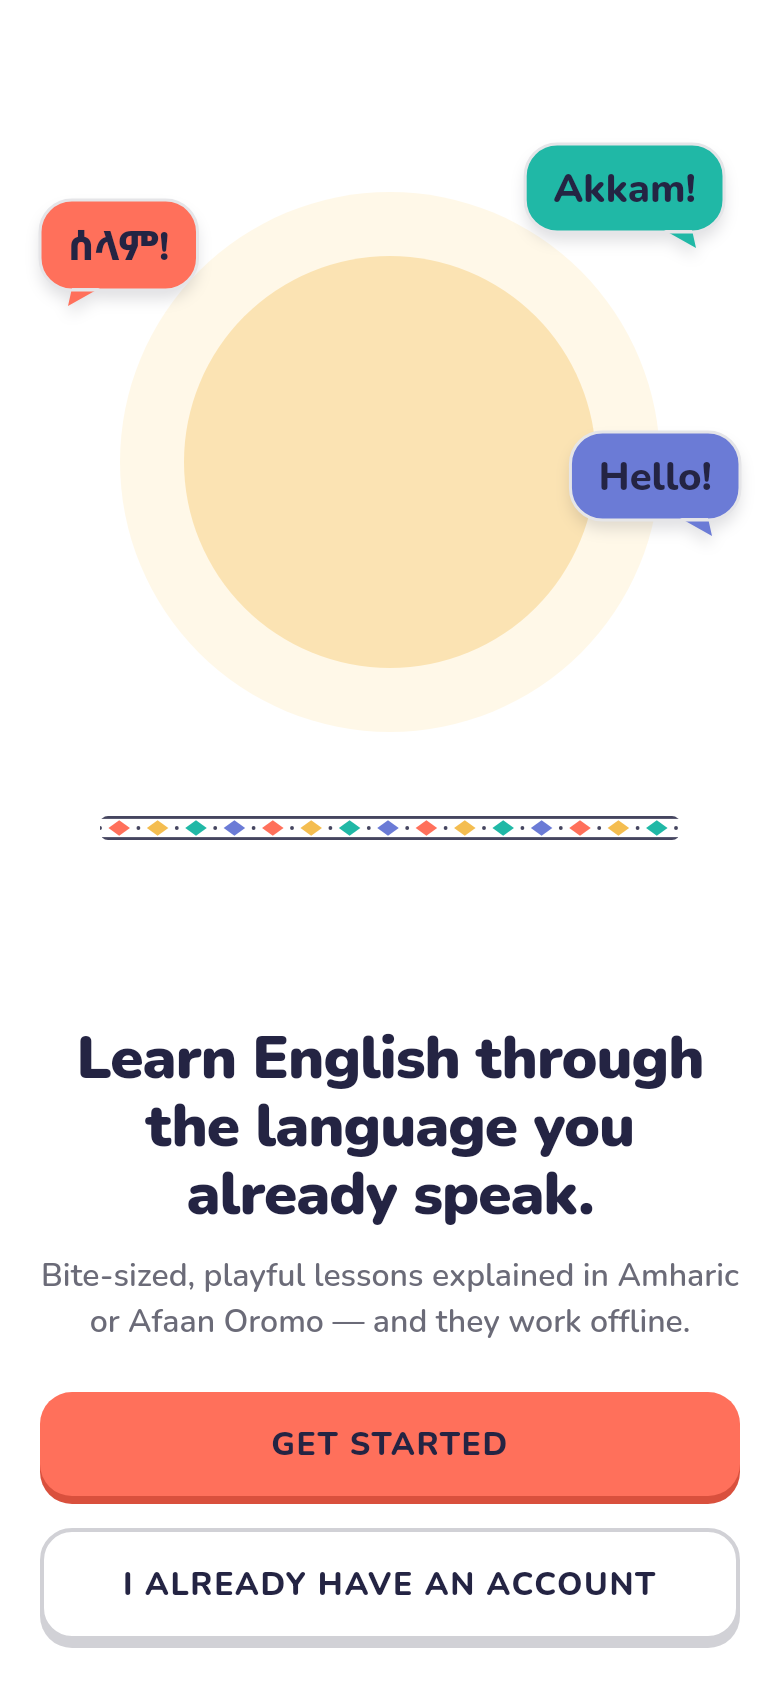 Akkam!
ሰላም!
Hello!
Learn English through
the language you
already speak.
Bite-sized, playful lessons explained in Amharic
or Afaan Oromo — and they work offline.
GET STARTED
I ALREADY HAVE AN ACCOUNT